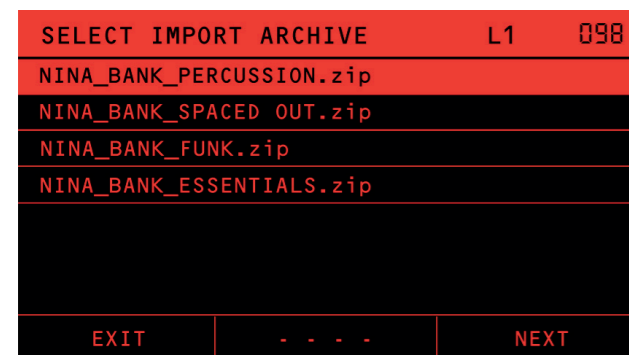 SELECT IMPORT ARCHIVE L1 098
NINA_BANK_PERCUSSION.zip
NINA_BANK_SPACED OUT.zip
NINA_BANK_FUNK.zip
NINA_BANK_ESSENTIALS.zip
EXIT - - - - NEXT